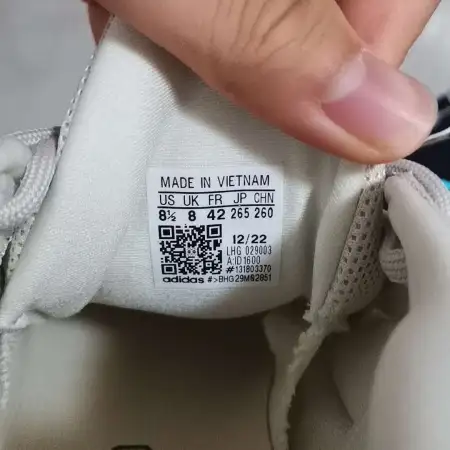 MADE IN VIETNAM
US UK FR JP CHN
8½ 8 42 265 260
12/22
LHG 029003
A:ID1600
#131803370
adidas #>BHG29M02051